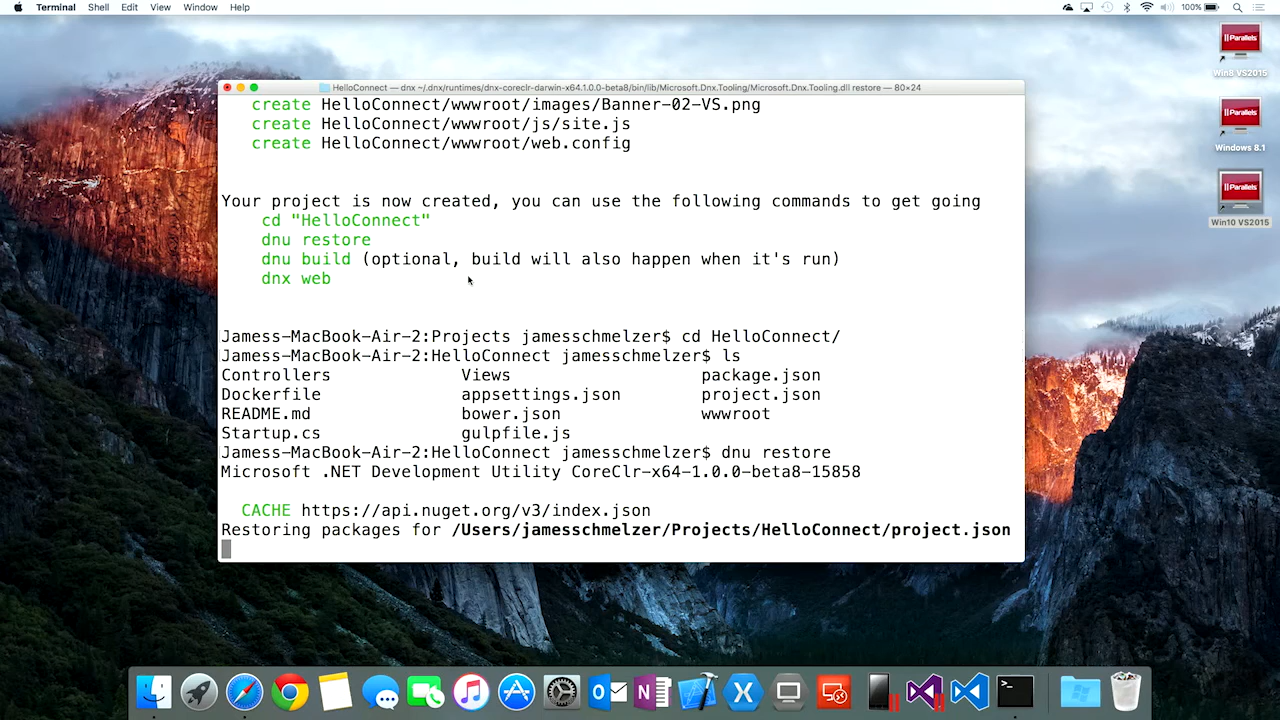 Terminal Shell Edit View Window Help 100%
HelloConnect — dnx ~/.dnx/runtimes/dnx-coreclr-darwin-x64.1.0.0-beta8/bin/lib/Microsoft.Dnx.Tooling/Microsoft.Dnx.Tooling.dll restore — 80×24
create HelloConnect/wwwroot/images/Banner-02-VS.png
create HelloConnect/wwwroot/js/site.js
create HelloConnect/wwwroot/web.config
Your project is now created, you can use the following commands to get going
cd "HelloConnect"
dnu restore
dnu build (optional, build will also happen when it's run)
dnx web
Jamess-MacBook-Air-2:Projects jamesschmelzer$ cd HelloConnect/
Jamess-MacBook-Air-2:HelloConnect jamesschmelzer$ ls
Controllers Views package.json
Dockerfile appsettings.json project.json
README.md bower.json wwwroot
Startup.cs gulpfile.js
Jamess-MacBook-Air-2:HelloConnect jamesschmelzer$ dnu restore
Microsoft .NET Development Utility CoreClr-x64-1.0.0-beta8-15858
CACHE https://api.nuget.org/v3/index.json
Restoring packages for /Users/jamesschmelzer/Projects/HelloConnect/project.json
|| Parallels
Win8 VS2015
|| Parallels
Windows 8.1
|| Parallels
Win10 VS2015